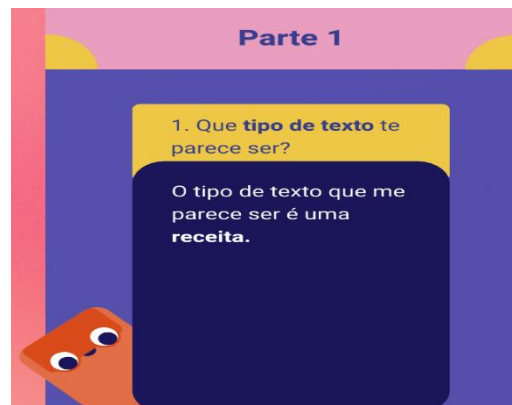 Parte 1
1. Que tipo de texto te
parece ser?
O tipo de texto que me
parece ser é uma
receita.